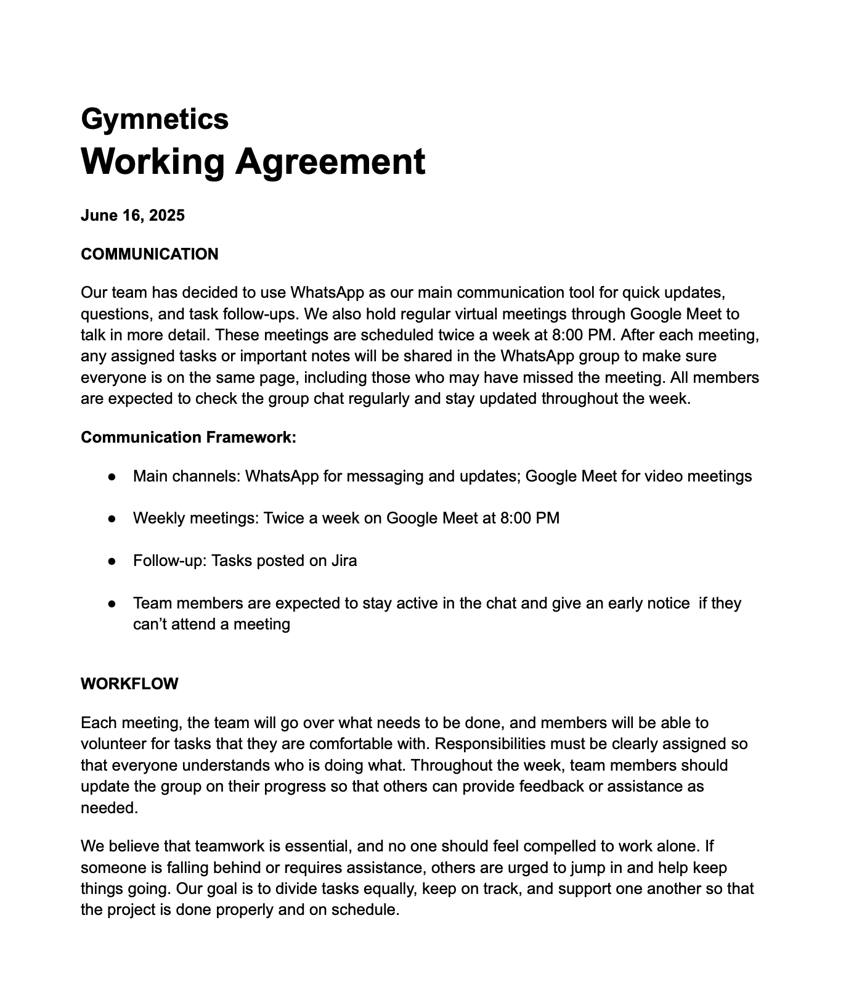 Gymnetics
Working Agreement
June 16, 2025
COMMUNICATION
Our team has decided to use WhatsApp as our main communication tool for quick updates,
questions, and task follow-ups. We also hold regular virtual meetings through Google Meet to
talk in more detail. These meetings are scheduled twice a week at 8:00 PM. After each meeting,
any assigned tasks or important notes will be shared in the WhatsApp group to make sure
everyone is on the same page, including those who may have missed the meeting. All members
are expected to check the group chat regularly and stay updated throughout the week.
Communication Framework:
● Main channels: WhatsApp for messaging and updates; Google Meet for video meetings
● Weekly meetings: Twice a week on Google Meet at 8:00 PM
● Follow-up: Tasks posted on Jira
● Team members are expected to stay active in the chat and give an early notice  if they
can’t attend a meeting
WORKFLOW
Each meeting, the team will go over what needs to be done, and members will be able to
volunteer for tasks that they are comfortable with. Responsibilities must be clearly assigned so
that everyone understands who is doing what. Throughout the week, team members should
update the group on their progress so that others can provide feedback or assistance as
needed.
We believe that teamwork is essential, and no one should feel compelled to work alone. If
someone is falling behind or requires assistance, others are urged to jump in and help keep
things going. Our goal is to divide tasks equally, keep on track, and support one another so that
the project is done properly and on schedule.